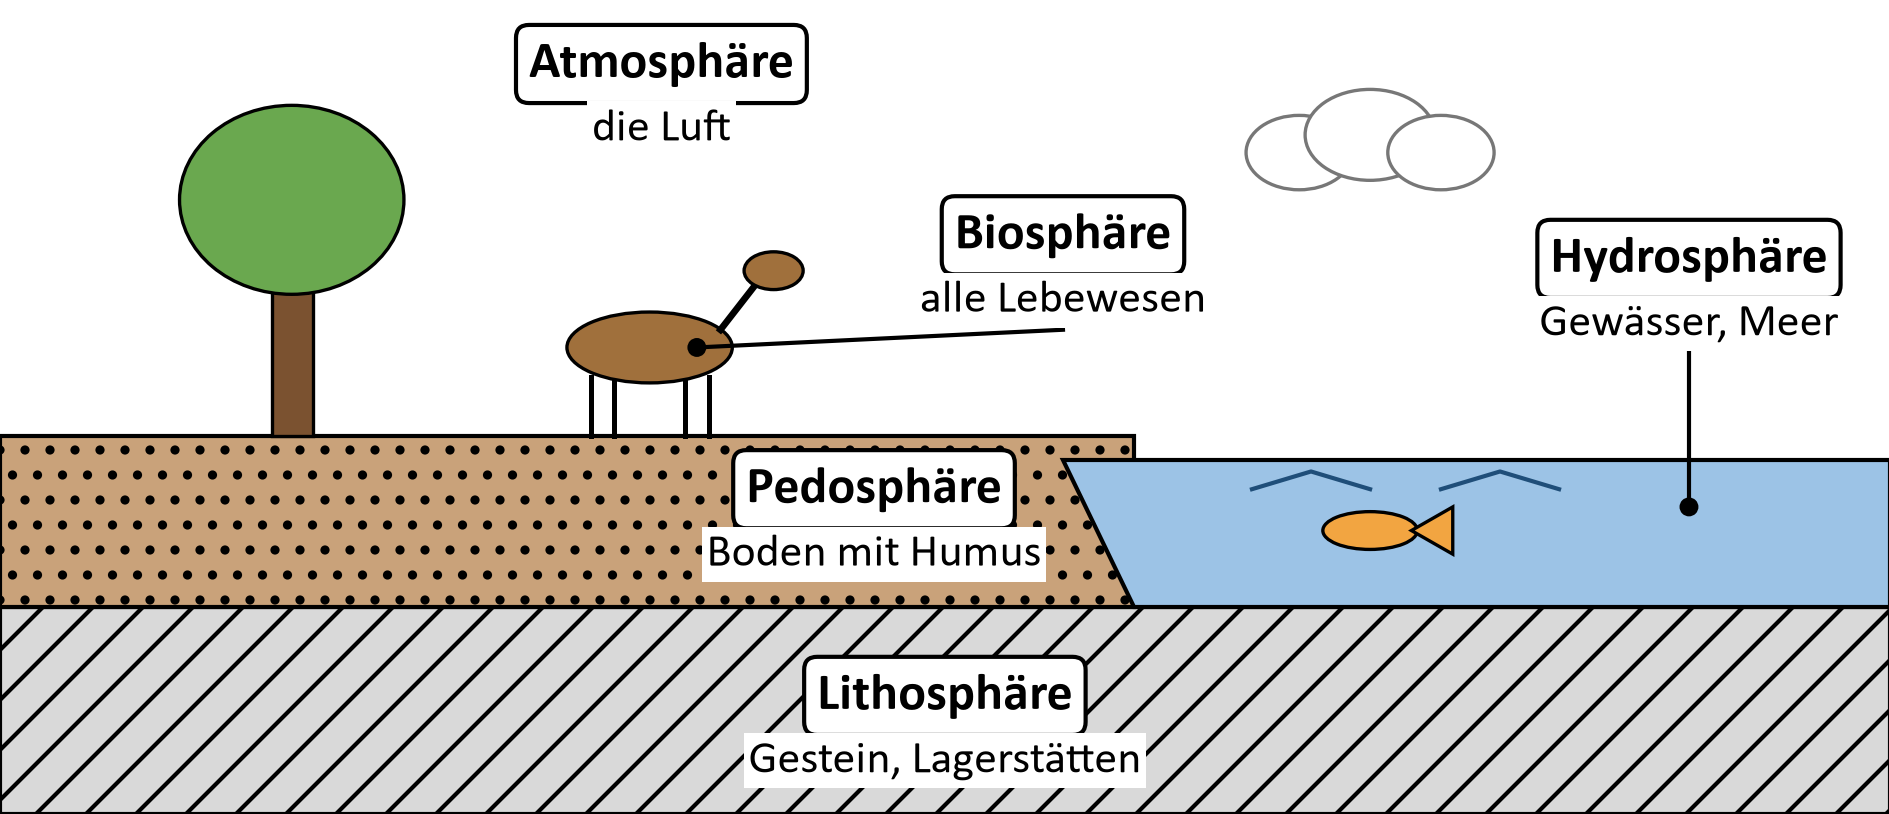 Atmosphäre
die Luft
Biosphäre
alle Lebewesen
Hydrosphäre
Gewässer, Meer
Pedosphäre
Boden mit Humus
Lithosphäre
Gestein, Lagerstätten